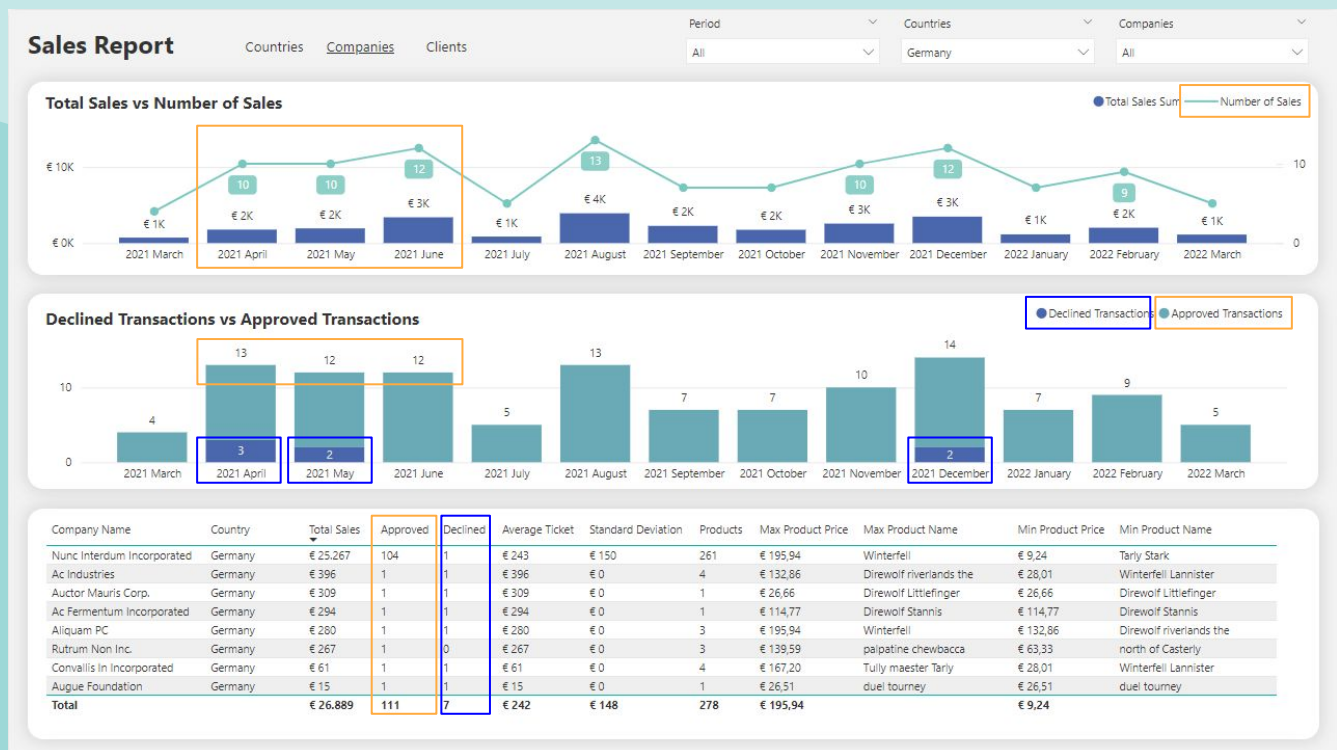 Period Countries Companies
Sales Report Countries Companies Clients
All Germany All
Total Sales vs Number of Sales
Total Sales Sum Number of Sales
€ 10K
€ 0K
10
0
10 10 12 13 10 12 9
€ 1K € 2K € 2K € 3K € 1K € 4K € 2K € 2K € 3K € 3K € 1K € 2K € 1K
2021 March 2021 April 2021 May 2021 June 2021 July 2021 August 2021 September 2021 October 2021 November 2021 December 2022 January 2022 February 2022 March
Declined Transactions vs Approved Transactions
Declined Transactions Approved Transactions
10
0
4 13 12 12 5 13 7 7 10 14 7 9 5
3 2 2
2021 March 2021 April 2021 May 2021 June 2021 July 2021 August 2021 September 2021 October 2021 November 2021 December 2022 January 2022 February 2022 March
Company Name Country Total Sales Approved Declined Average Ticket Standard Deviation Products Max Product Price Max Product Name Min Product Price Min Product Name
Nunc Interdum Incorporated Germany € 25.267 104 1 € 243 € 150 261 € 195,94 Winterfell € 9,24 Tarly Stark
Ac Industries Germany € 396 1 1 € 396 € 0 4 € 132,86 Direwolf riverlands the € 28,01 Winterfell Lannister
Auctor Mauris Corp. Germany € 309 1 1 € 309 € 0 1 € 26,66 Direwolf Littlefinger € 26,66 Direwolf Littlefinger
Ac Fermentum Incorporated Germany € 294 1 1 € 294 € 0 1 € 114,77 Direwolf Stannis € 114,77 Direwolf Stannis
Aliquam PC Germany € 280 1 1 € 280 € 0 3 € 195,94 Winterfell € 132,86 Direwolf riverlands the
Rutrum Non Inc. Germany € 267 1 0 € 267 € 0 3 € 139,59 palpatine chewbacca € 63,33 north of Casterly
Convallis In Incorporated Germany € 61 1 1 € 61 € 0 4 € 167,20 Tully maester Tarly € 28,01 Winterfell Lannister
Augue Foundation Germany € 15 1 1 € 15 € 0 1 € 26,51 duel tourney € 26,51 duel tourney
Total € 26.889 111 7 € 242 € 148 278 € 195,94 € 9,24